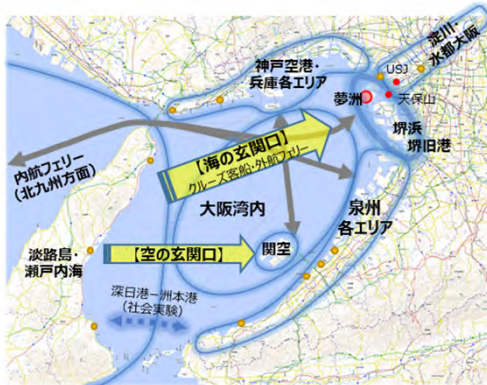 淀川・
水都大阪
神戸空港・
兵庫各エリア
USJ
夢洲
天保山
【海の玄関口】
クルーズ客船・外航フェリー
堺浜
堺旧港
内航フェリー
（北九州方面）
大阪湾内
泉州
各エリア
淡路島・
瀬戸内海
【空の玄関口】
関空
深日港－洲本港
（社会実験）